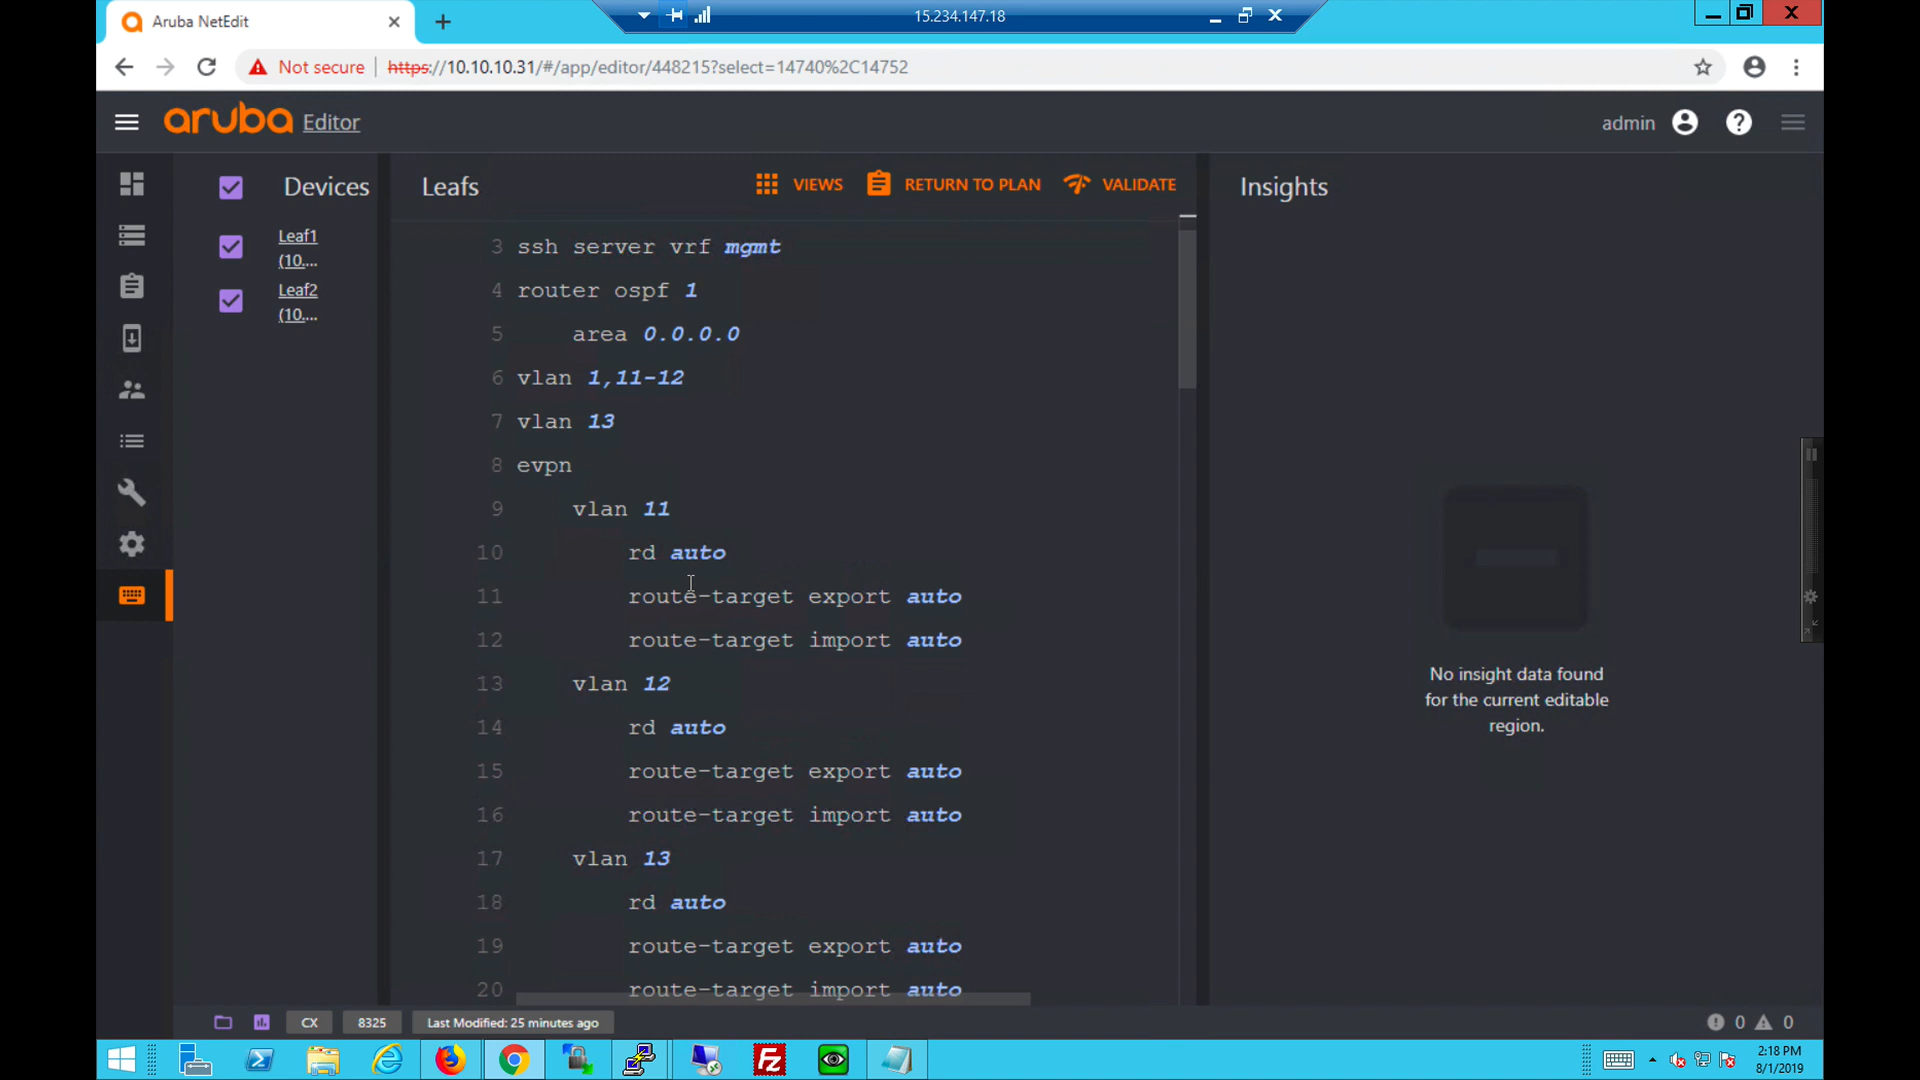 Aruba NetEdit
15.234.147.18
Not secure https://10.10.10.31/#/app/editor/448215?select=14740%2C14752
aruba Editor
admin
Devices
Leaf1
(10....
Leaf2
(10....
Leafs
VIEWS
RETURN TO PLAN
VALIDATE
3 ssh server vrf mgmt
4 router ospf 1
5 area 0.0.0.0
6 vlan 1,11-12
7 vlan 13
8 evpn
9 vlan 11
10 rd auto
11 route-target export auto
12 route-target import auto
13 vlan 12
14 rd auto
15 route-target export auto
16 route-target import auto
17 vlan 13
18 rd auto
19 route-target export auto
20 route-target import auto
Insights
No insight data found
for the current editable
region.
CX
8325
Last Modified: 25 minutes ago
0
0
2:18 PM
8/1/2019